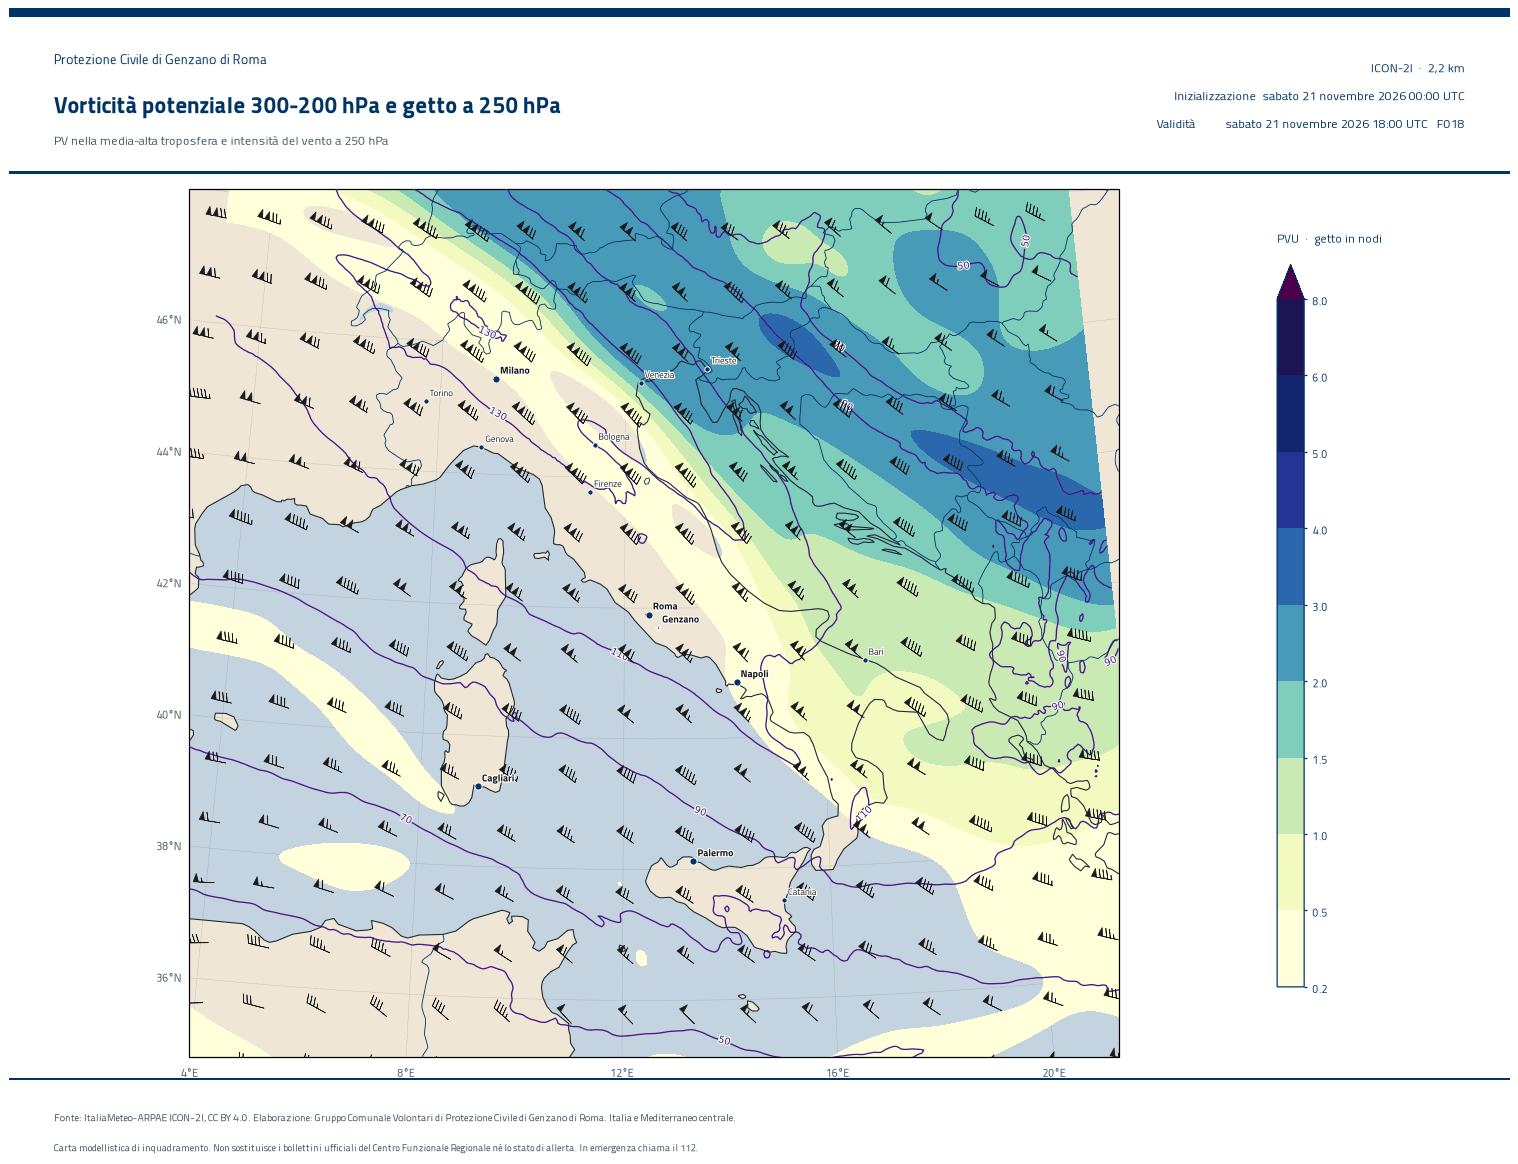 Protezione Civile di Genzano di Roma
Vorticità potenziale 300-200 hPa e getto a 250 hPa
PV nella media-alta troposfera e intensità del vento a 250 hPa
ICON-2I · 2,2 km
Inizializzazione sabato 21 novembre 2026 00:00 UTC
Validità sabato 21 novembre 2026 18:00 UTC F018
PVU · getto in nodi
8.0
6.0
5.0
4.0
3.0
2.0
1.5
1.0
0.5
0.2
46°N
44°N
42°N
40°N
38°N
36°N
4°E
8°E
12°E
16°E
20°E
50
50
130
Trieste
Milano
Venezia
Torino
130
90
Genova
Bologna
Firenze
Roma
Genzano
110
Bari
90
90
Napoli
90
Cagliari
70
90
110
Palermo
Catania
50
Fonte: ItaliaMeteo-ARPAE ICON-2I, CC BY 4.0. Elaborazione: Gruppo Comunale Volontari di Protezione Civile di Genzano di Roma. Italia e Mediterraneo centrale.
Carta modellistica di inquadramento. Non sostituisce i bollettini ufficiali del Centro Funzionale Regionale né lo stato di allerta. In emergenza chiama il 112.